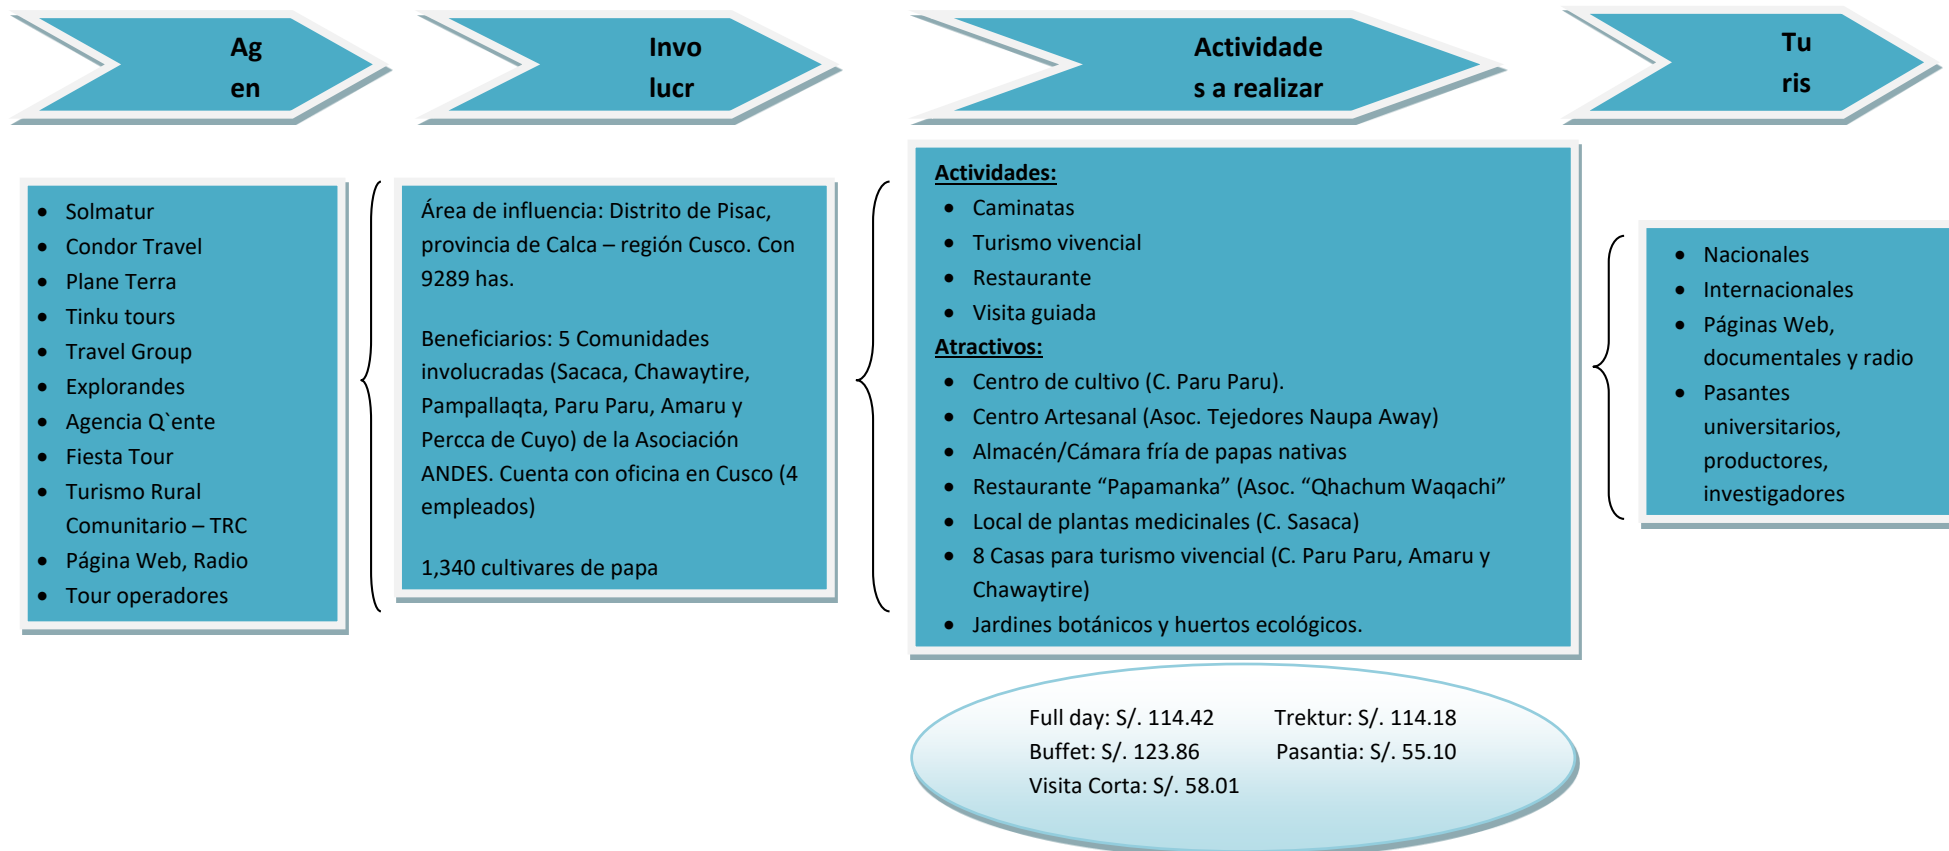 Ag
en
Invo
lucr
Actividade
s a realizar
Tu
ris
• Solmatur
• Condor Travel
• Plane Terra
• Tinku tours
• Travel Group
• Explorandes
• Agencia Q`ente
• Fiesta Tour
• Turismo Rural
Comunitario – TRC
• Página Web, Radio
• Tour operadores
Área de influencia: Distrito de Pisac,
provincia de Calca – región Cusco. Con
9289 has.
Beneficiarios: 5 Comunidades
involucradas (Sacaca, Chawaytire,
Pampallaqta, Paru Paru, Amaru y
Percca de Cuyo) de la Asociación
ANDES. Cuenta con oficina en Cusco (4
empleados)
1,340 cultivares de papa
Actividades:
• Caminatas
• Turismo vivencial
• Restaurante
• Visita guiada
Atractivos:
• Centro de cultivo (C. Paru Paru).
• Centro Artesanal (Asoc. Tejedores Naupa Away)
• Almacén/Cámara fría de papas nativas
• Restaurante “Papamanka” (Asoc. “Qhachum Waqachi”
• Local de plantas medicinales (C. Sasaca)
• 8 Casas para turismo vivencial (C. Paru Paru, Amaru y
Chawaytire)
• Jardines botánicos y huertos ecológicos.
• Nacionales
• Internacionales
• Páginas Web,
documentales y radio
• Pasantes
universitarios,
productores,
investigadores
Full day: S/. 114.42 Trektur: S/. 114.18
Buffet: S/. 123.86 Pasantia: S/. 55.10
Visita Corta: S/. 58.01